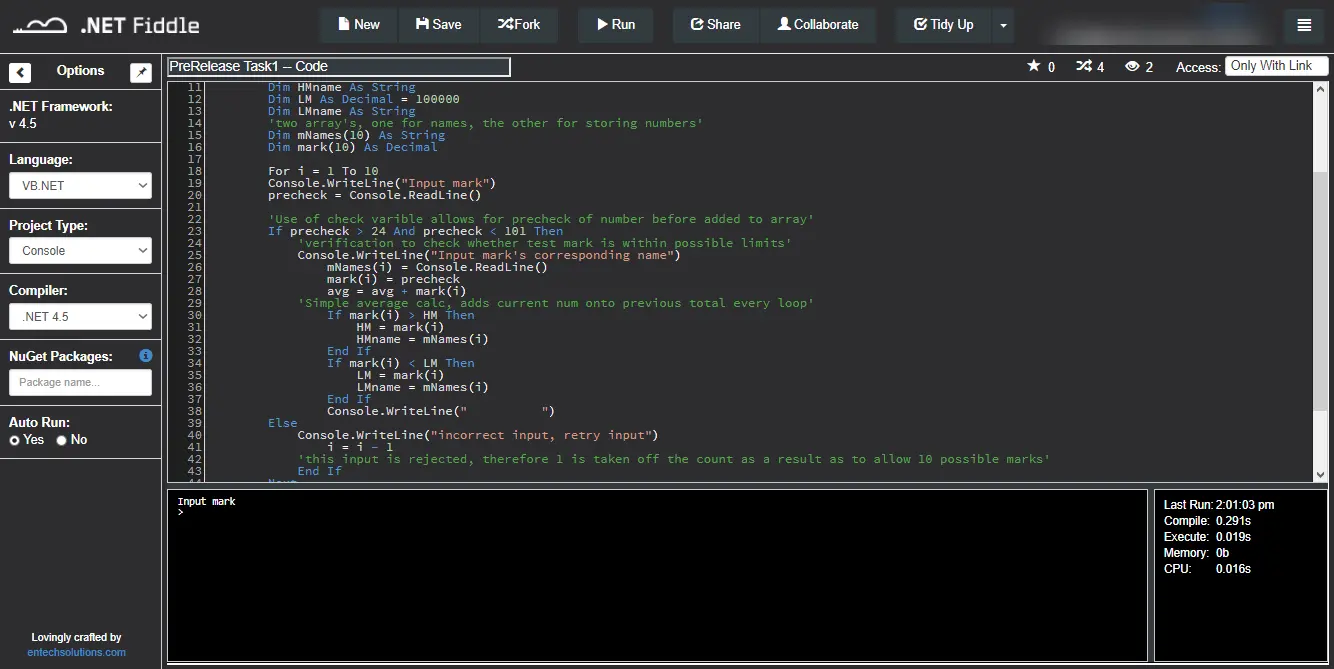 .NET Fiddle
New Save Fork Run Share Collaborate Tidy Up
Options
.NET Framework:
v 4.5
Language:
VB.NET
Project Type:
Console
Compiler:
.NET 4.5
NuGet Packages:
Package name...
Auto Run:
Yes No
Lovingly crafted by
entechsolutions.com
PreRelease Task1 -- Code
0 4 2 Access: Only With Link
11 Dim HMname As String
12 Dim LM As Decimal = 100000
13 Dim LMname As String
14 'two array's, one for names, the other for storing numbers'
15 Dim mNames(10) As String
16 Dim mark(10) As Decimal
17
18 For i = 1 To 10
19 Console.WriteLine("Input mark")
20 precheck = Console.ReadLine()
21
22 'Use of check varible allows for precheck of number before added to array'
23 If precheck > 24 And precheck < 101 Then
24 'verification to check whether test mark is within possible limits'
25 Console.WriteLine("Input mark's corresponding name")
26 mNames(i) = Console.ReadLine()
27 mark(i) = precheck
28 avg = avg + mark(i)
29 'Simple average calc, adds current num onto previous total every loop'
30 If mark(i) > HM Then
31 HM = mark(i)
32 HMname = mNames(i)
33 End If
34 If mark(i) < LM Then
35 LM = mark(i)
36 LMname = mNames(i)
37 End If
38 Console.WriteLine("          ")
39 Else
40 Console.WriteLine("incorrect input, retry input")
41 i = i - 1
42 'this input is rejected, therefore 1 is taken off the count as a result as to allow 10 possible marks'
43 End If
44 Next
Input mark
>
Last Run: 2:01:03 pm
Compile: 0.291s
Execute: 0.019s
Memory: 0b
CPU: 0.016s